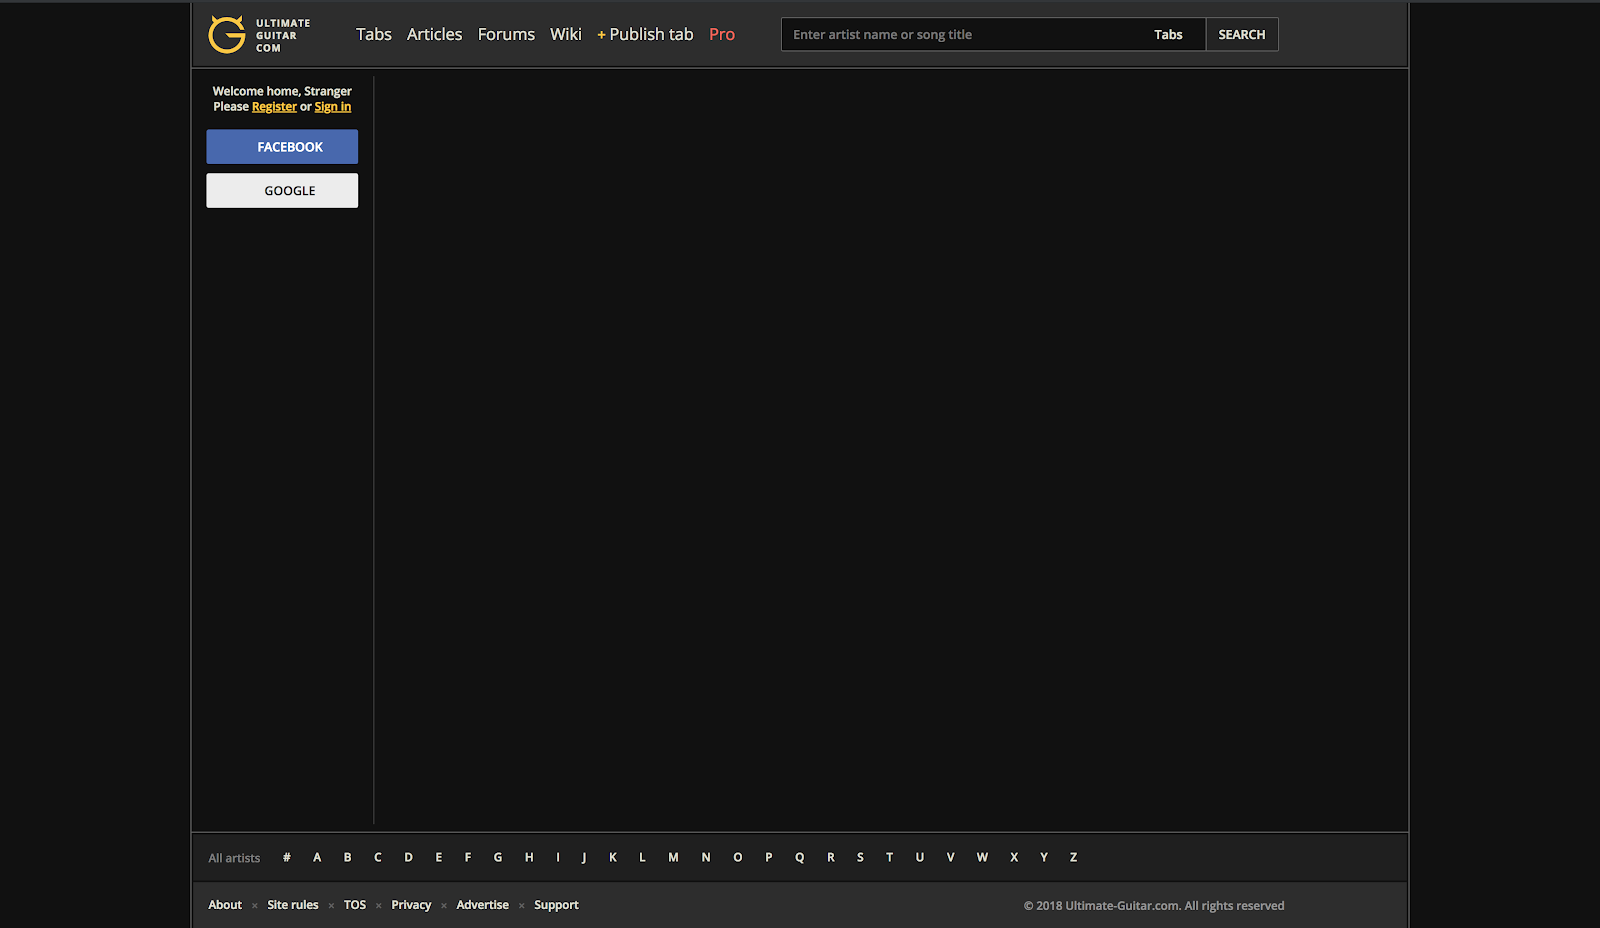 ULTIMATE
GUITAR
COM
Tabs Articles Forums Wiki + Publish tab Pro
Enter artist name or song title Tabs SEARCH
Welcome home, Stranger
Please Register or Sign in
FACEBOOK
GOOGLE
All artists # A B C D E F G H I J K L M N O P Q R S T U V W X Y Z
About × Site rules × TOS × Privacy × Advertise × Support
© 2018 Ultimate-Guitar.com. All rights reserved